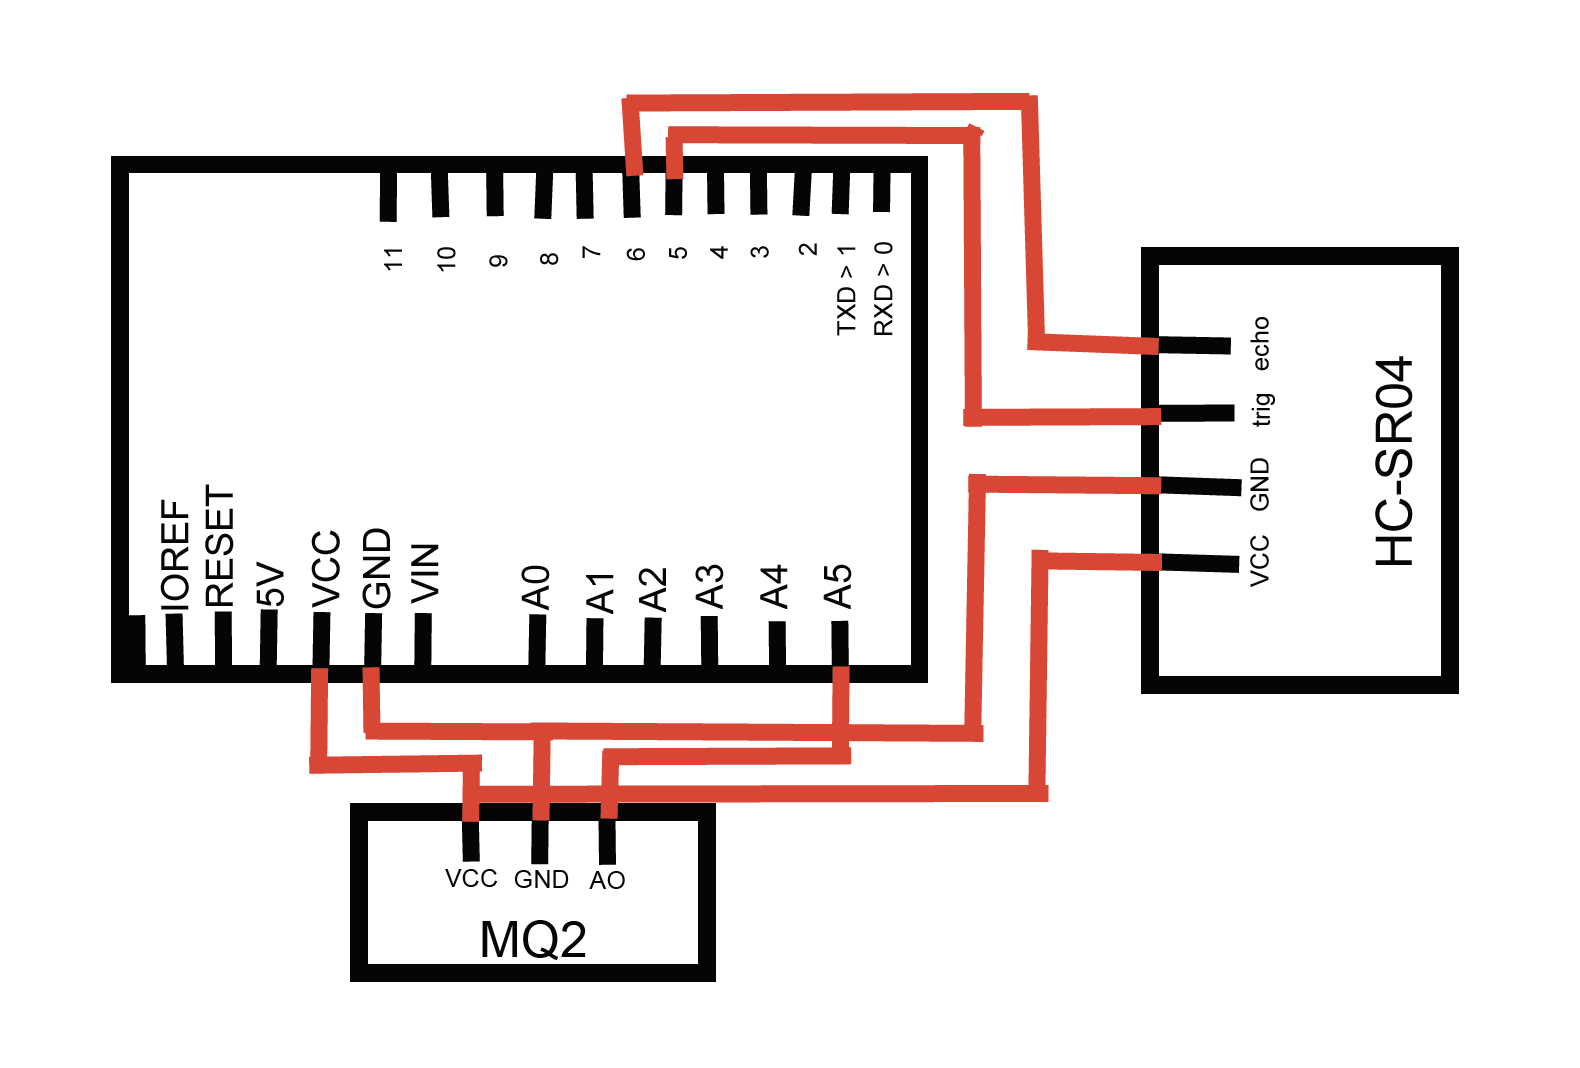 11
10
9
8
7
6
5
4
3
2
TXD > 1
RXD > 0
IOREF
RESET
5V
VCC
GND
VIN
A0
A1
A2
A3
A4
A5
echo
trig
GND
VCC
HC-SR04
VCC
GND
AO
MQ2